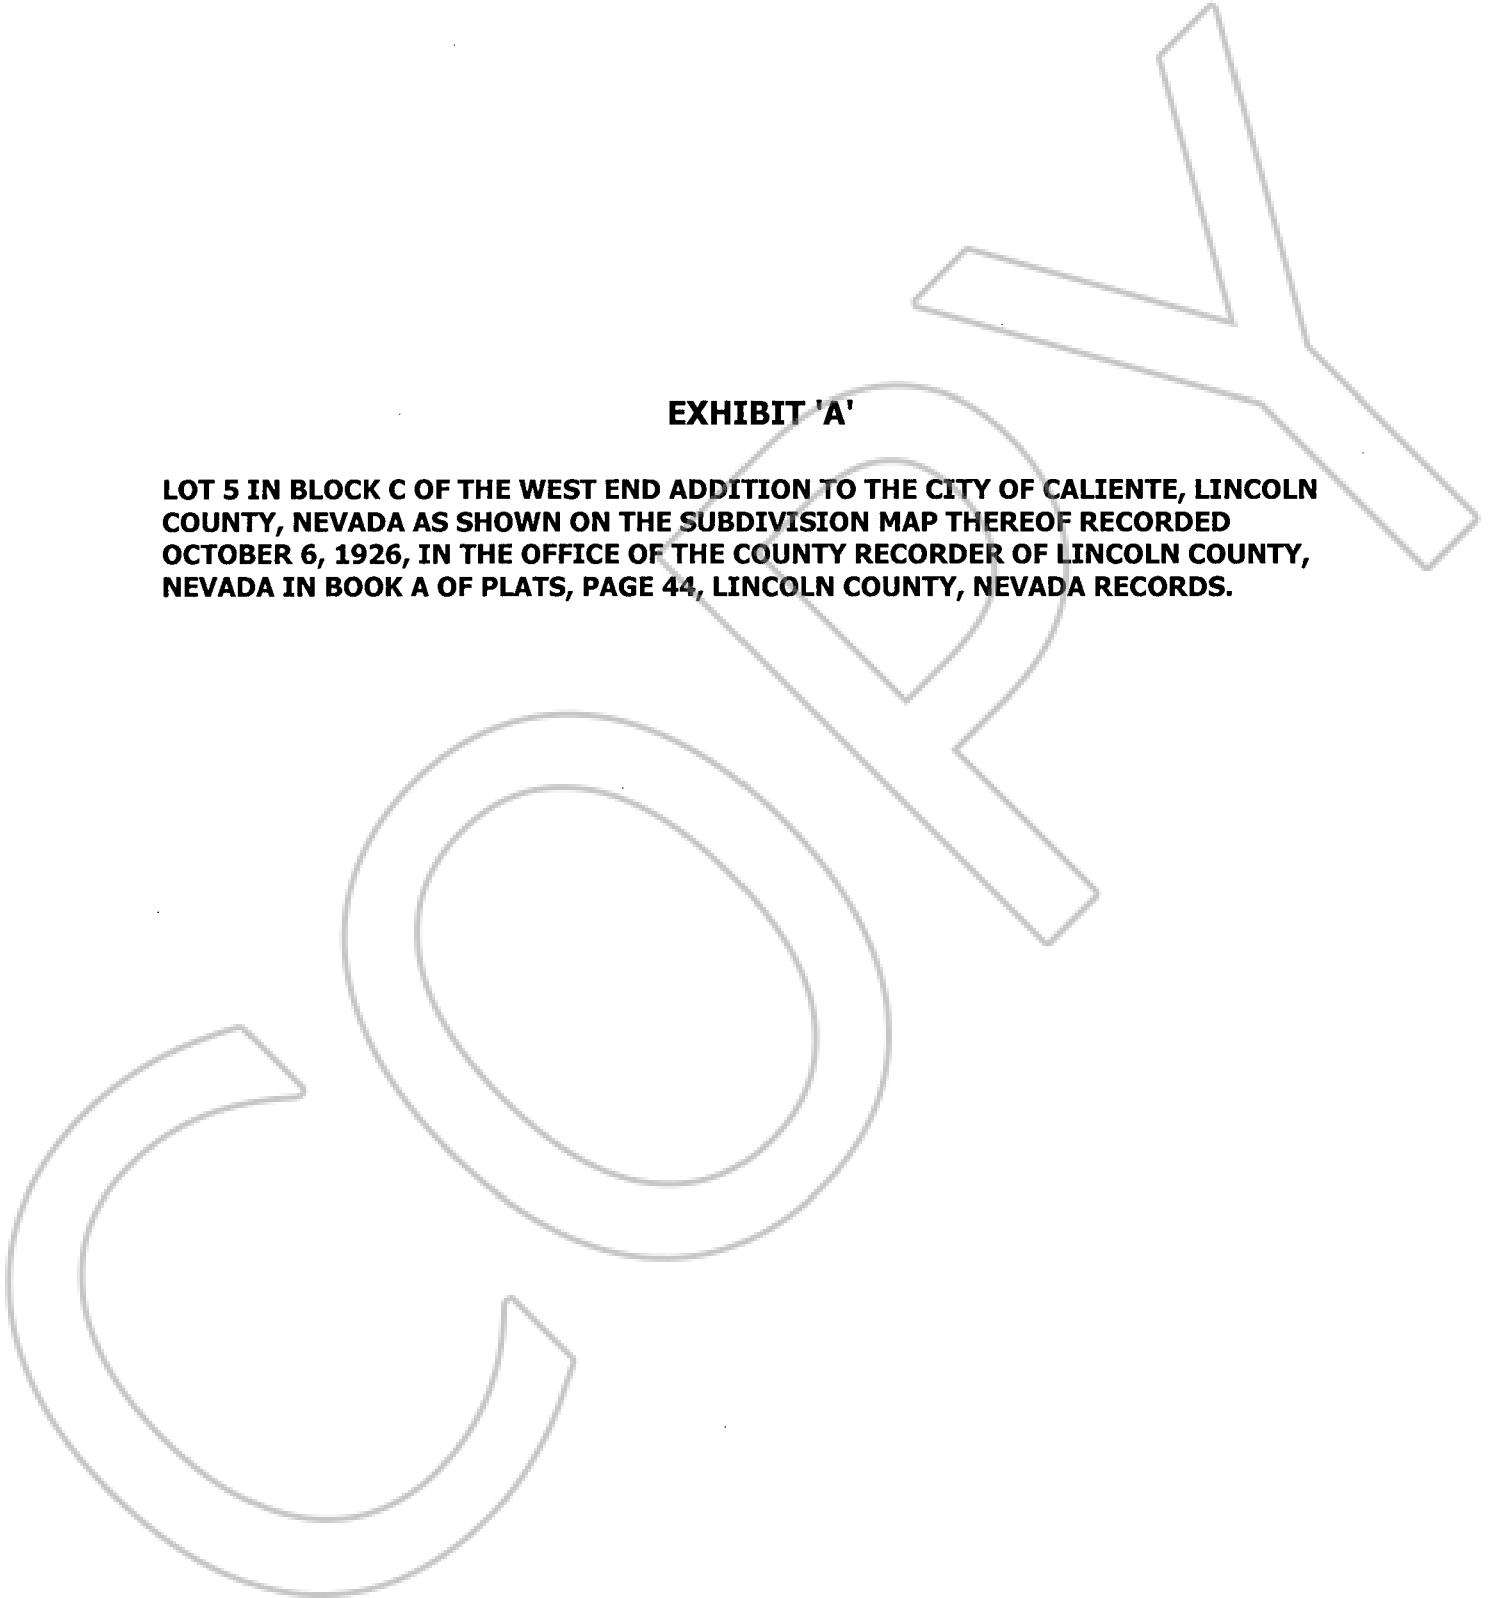 EXHIBIT 'A'
LOT 5 IN BLOCK C OF THE WEST END ADDITION TO THE CITY OF CALIENTE, LINCOLN
COUNTY, NEVADA AS SHOWN ON THE SUBDIVISION MAP THEREOF RECORDED
OCTOBER 6, 1926, IN THE OFFICE OF THE COUNTY RECORDER OF LINCOLN COUNTY,
NEVADA IN BOOK A OF PLATS, PAGE 44, LINCOLN COUNTY, NEVADA RECORDS.
COPY